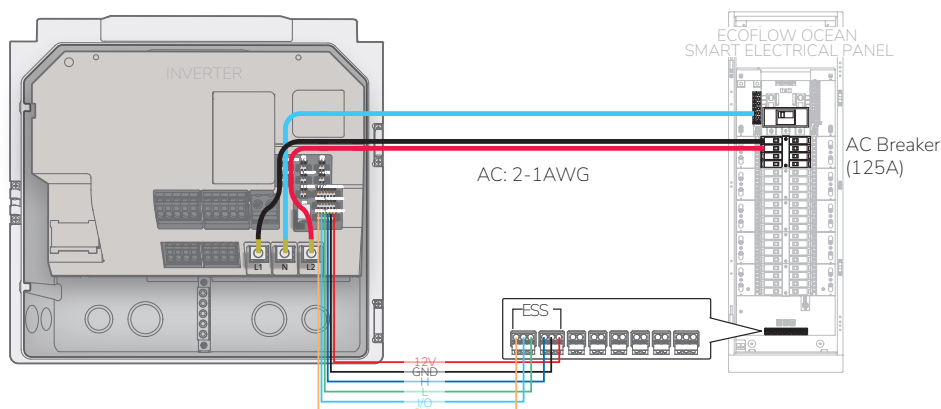 ECOFLOW OCEAN
SMART ELECTRICAL PANEL
INVERTER
AC Breaker
(125A)
AC: 2-1AWG
L1
N
L2
ESS
12V
GND
H
L
I/O